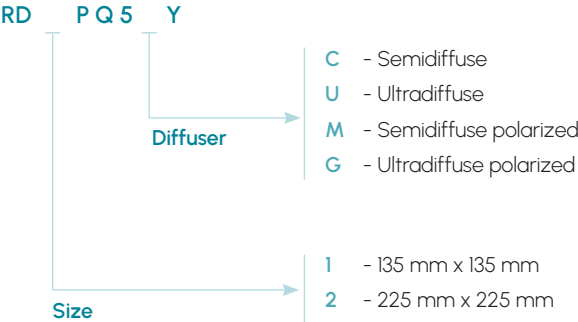 RD _ P Q 5 _ Y
C - Semidiffuse
U - Ultradiffuse
M - Semidiffuse polarized
G - Ultradiffuse polarized
Diffuser
1 - 135 mm x 135 mm
2 - 225 mm x 225 mm
Size